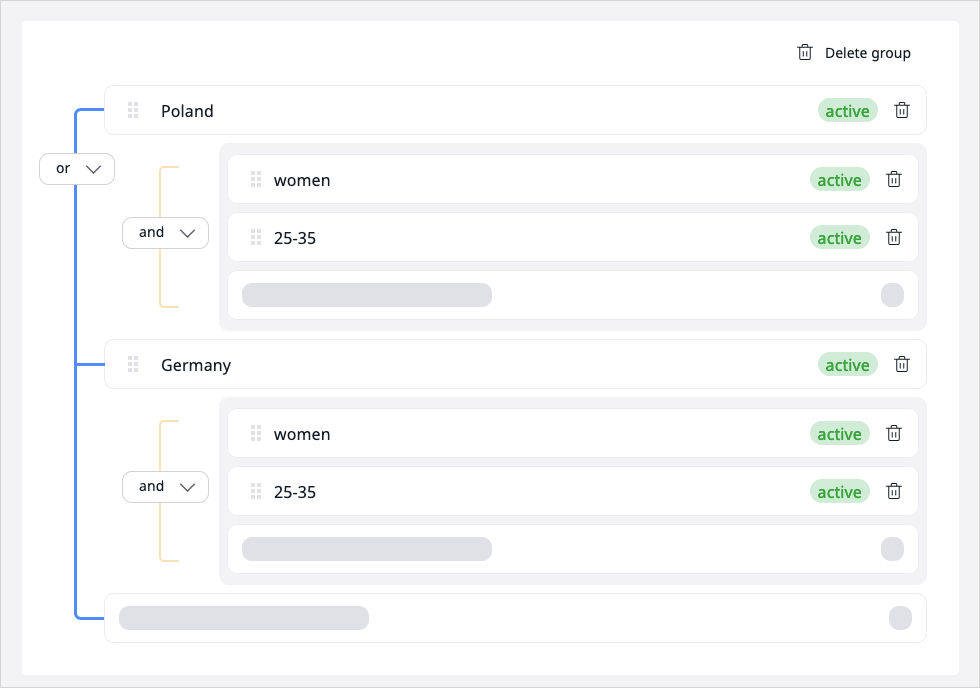 Delete group
Poland active
or
women active
and
25-35 active
Germany active
women active
and
25-35 active